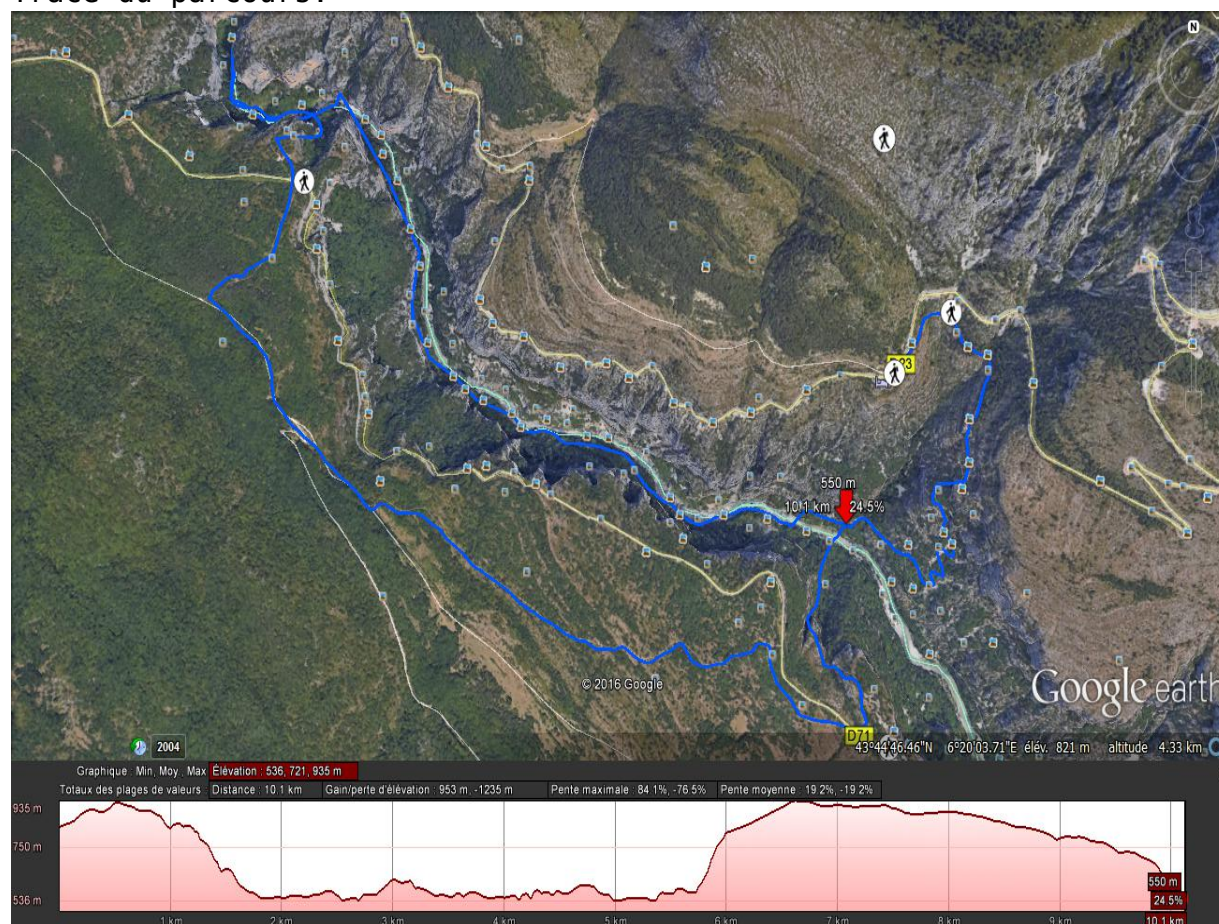 Tracé du parcours:
N
D23
550 m
10.1 km 24.5%
© 2016 Google
Google earth
D71
2004
43°44'46.46"N 6°20'03.71"E élév. 821 m altitude 4.33 km
Graphique : Min, Moy., Max Élévation : 536, 721, 935 m
Totaux des plages de valeurs : Distance : 10.1 km Gain/perte d'élévation : 953 m, -1235 m Pente maximale : 84.1%, -76.5% Pente moyenne : 19.2%, -19.2%
935 m
750 m
536 m
550 m
24.5%
1 km 2 km 3 km 4 km 5 km 6 km 7 km 8 km 9 km 10.1 km